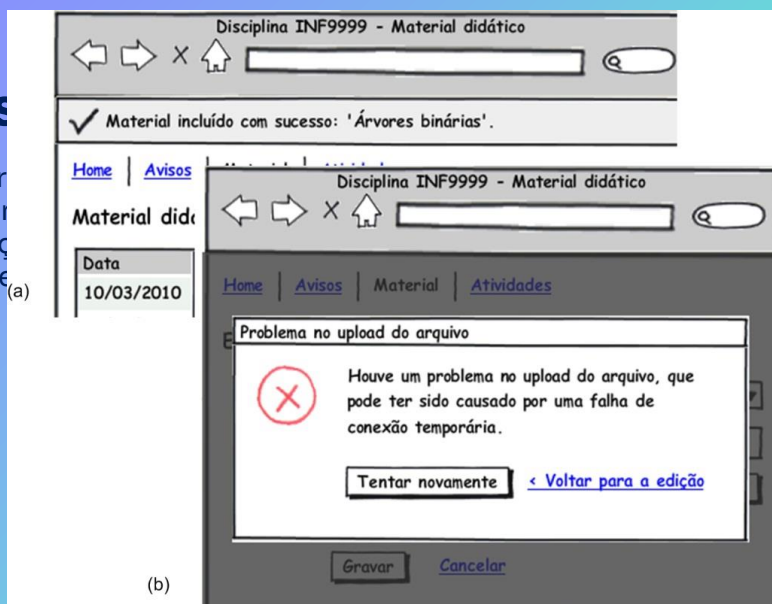 Disciplina INF9999 - Material didático
Material incluído com sucesso: 'Árvores binárias'.
Home | Avisos
Material
Data
10/03/2010
(a)
Disciplina INF9999 - Material didático
Home | Avisos | Material | Atividades
Problema no upload do arquivo
Houve um problema no upload do arquivo, que
pode ter sido causado por uma falha de
conexão temporária.
Tentar novamente < Voltar para a edição
Gravar Cancelar
(b)